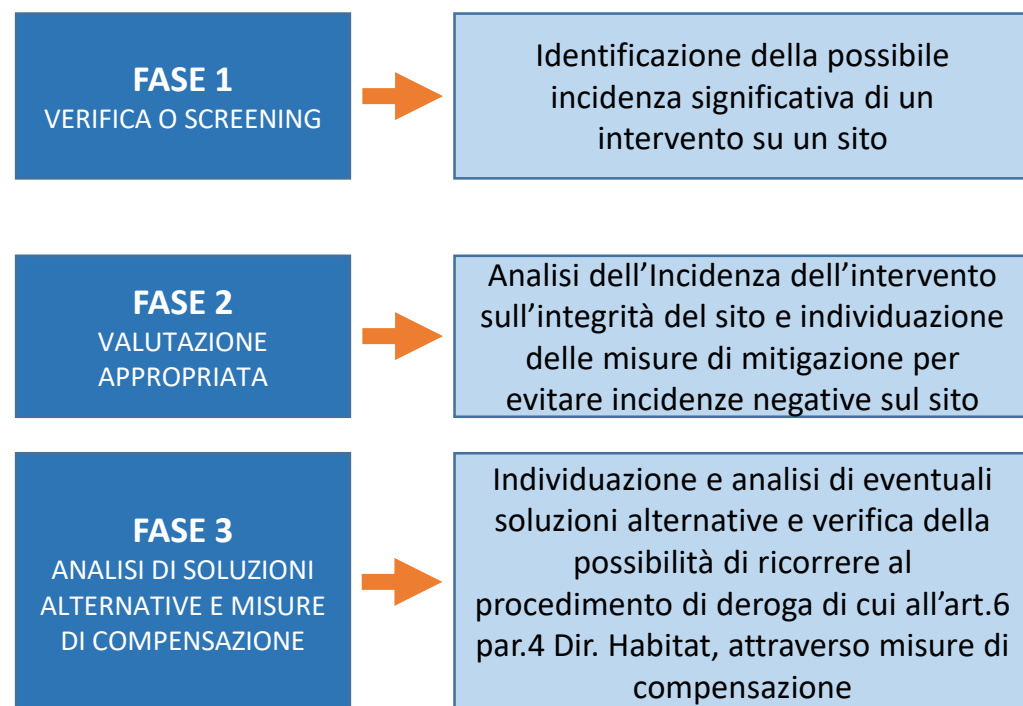 FASE 1
VERIFICA O SCREENING
Identificazione della possibile
incidenza significativa di un
intervento su un sito
FASE 2
VALUTAZIONE
APPROPRIATA
Analisi dell’Incidenza dell’intervento
sull’integrità del sito e individuazione
delle misure di mitigazione per
evitare incidenze negative sul sito
FASE 3
ANALISI DI SOLUZIONI
ALTERNATIVE E MISURE
DI COMPENSAZIONE
Individuazione e analisi di eventuali
soluzioni alternative e verifica della
possibilità di ricorrere al
procedimento di deroga di cui all’art.6
par.4 Dir. Habitat, attraverso misure di
compensazione